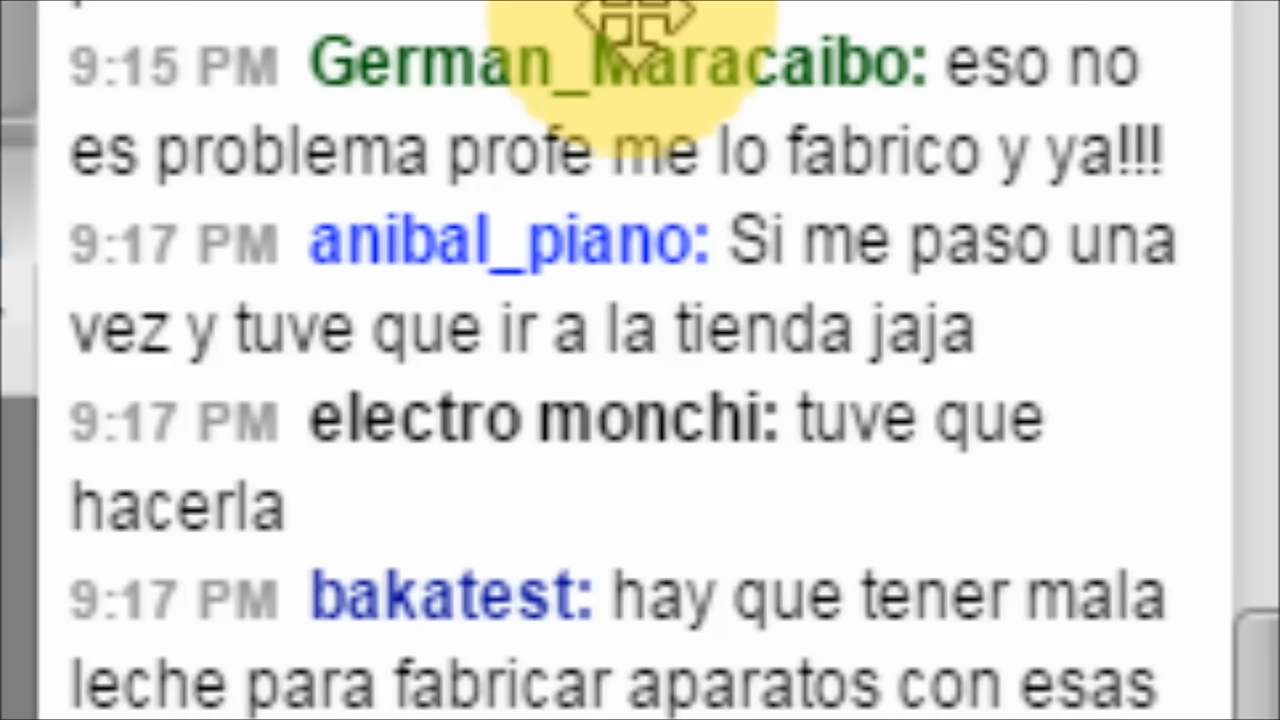 9:15 PM German_Maracaibo: eso no
es problema profe me lo fabrico y ya!!!
9:17 PM anibal_piano: Si me paso una
vez y tuve que ir a la tienda jaja
9:17 PM electro monchi: tuve que
hacerla
9:17 PM bakatest: hay que tener mala
leche para fabricar aparatos con esas